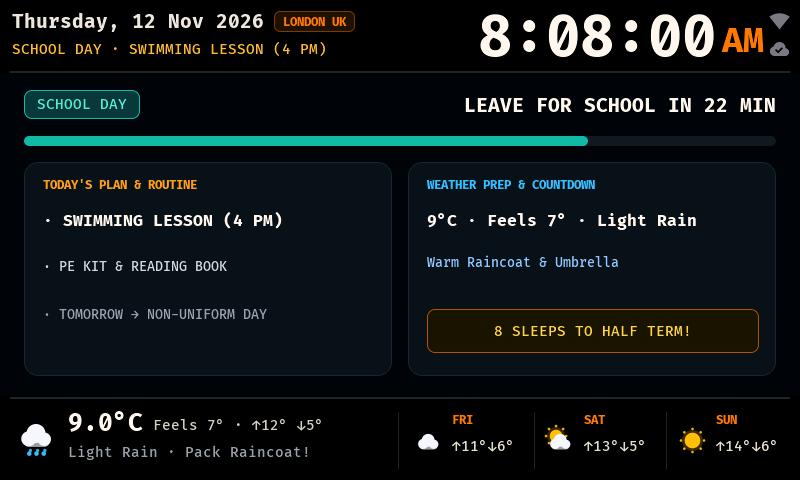 Thursday, 12 Nov 2026 LONDON UK
SCHOOL DAY · SWIMMING LESSON (4 PM)
8:08:00 AM
SCHOOL DAY
LEAVE FOR SCHOOL IN 22 MIN
TODAY'S PLAN & ROUTINE
· SWIMMING LESSON (4 PM)
· PE KIT & READING BOOK
· TOMORROW → NON-UNIFORM DAY
WEATHER PREP & COUNTDOWN
9°C · Feels 7° · Light Rain
Warm Raincoat & Umbrella
8 SLEEPS TO HALF TERM!
9.0°C Feels 7° · ↑12° ↓5°
Light Rain · Pack Raincoat!
FRI
↑11°↓6°
SAT
↑13°↓5°
SUN
↑14°↓6°